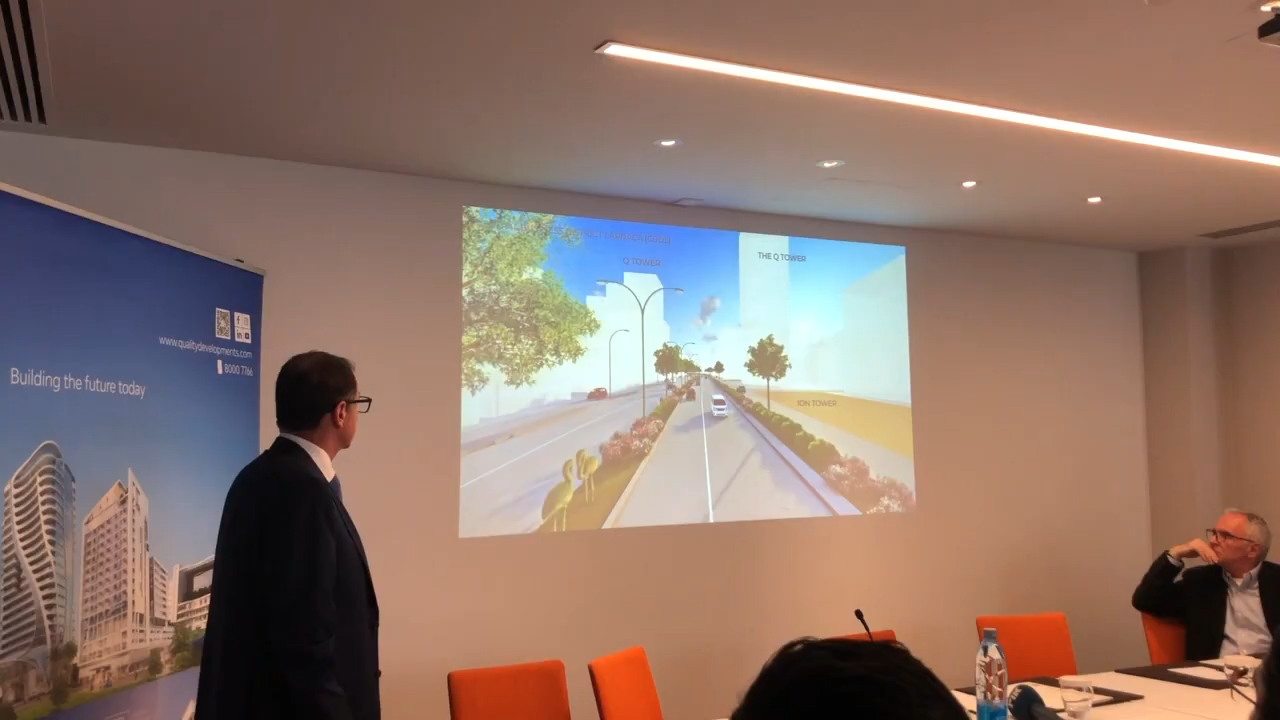 www.qualitydevelopments.com
8000 7766
Building the future today
Q TOWER
THE Q TOWER
ION TOWER